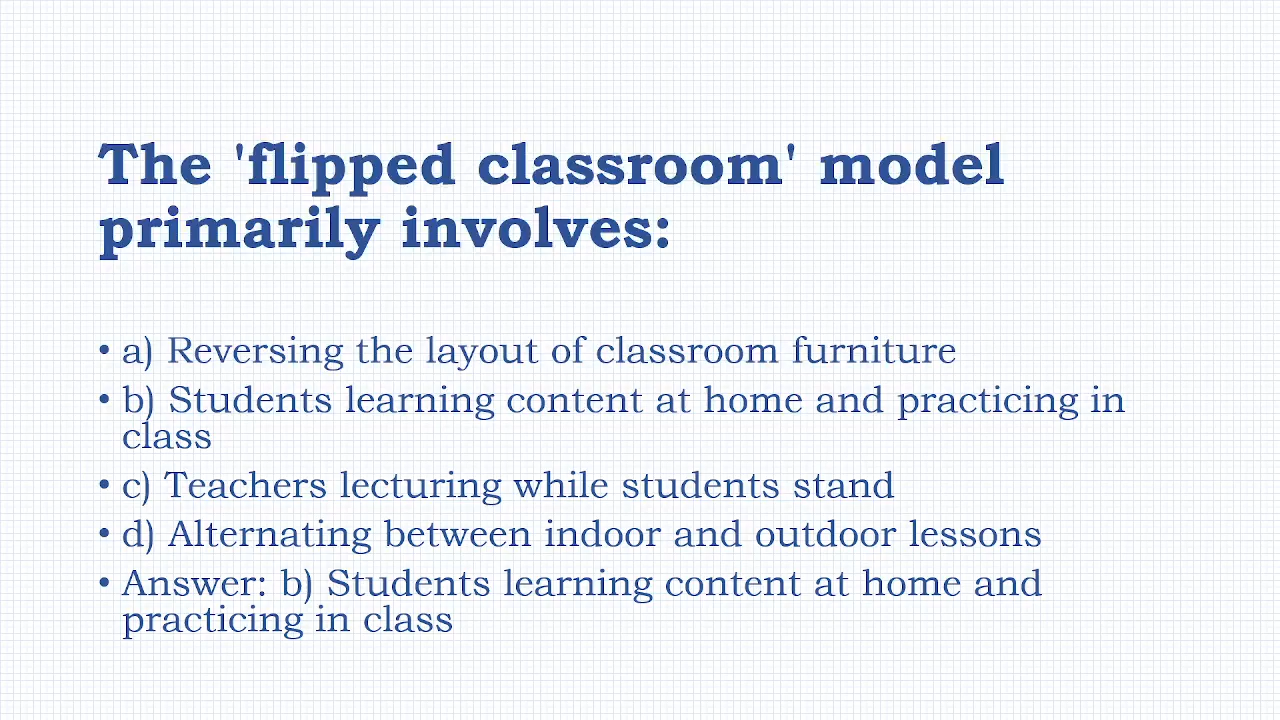 The 'flipped classroom' model
primarily involves:
• a) Reversing the layout of classroom furniture
• b) Students learning content at home and practicing in
class
• c) Teachers lecturing while students stand
• d) Alternating between indoor and outdoor lessons
• Answer: b) Students learning content at home and
practicing in class